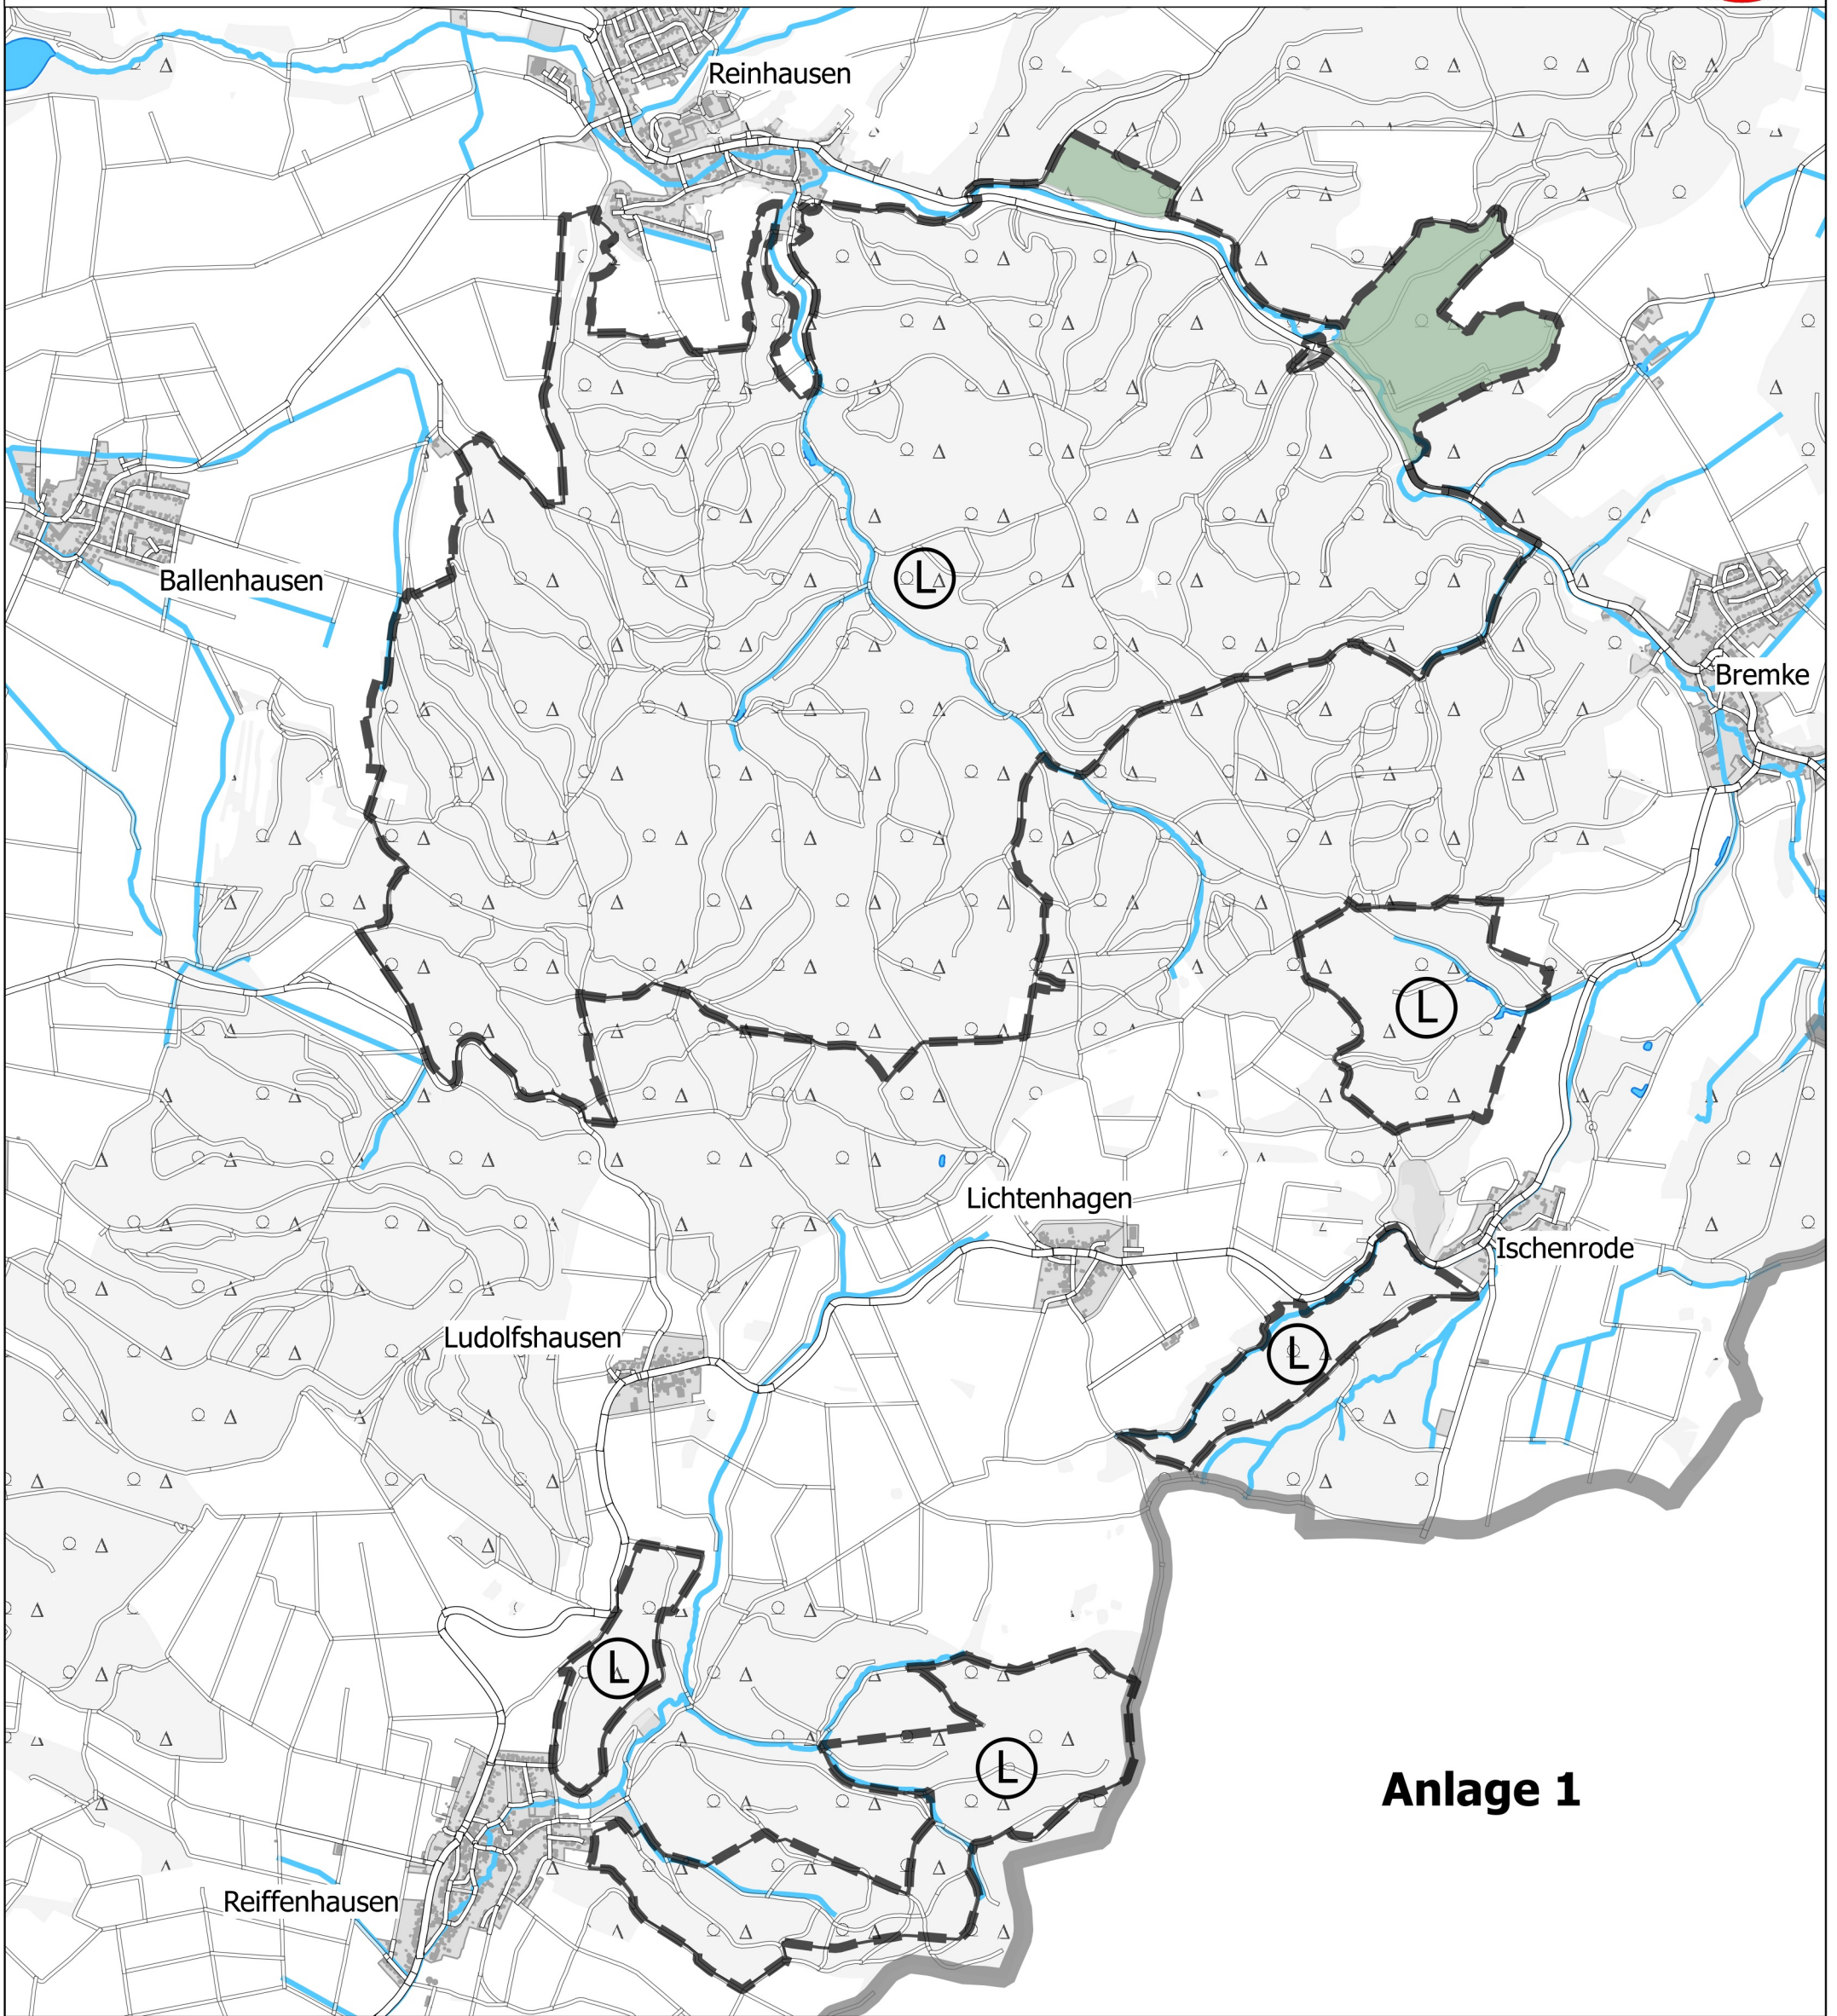 Reinhausen
Ballenhausen
L
Bremke
L
Lichtenhagen
Ischenrode
Ludolfshausen
L
L
L
Anlage 1
Reiffenhausen